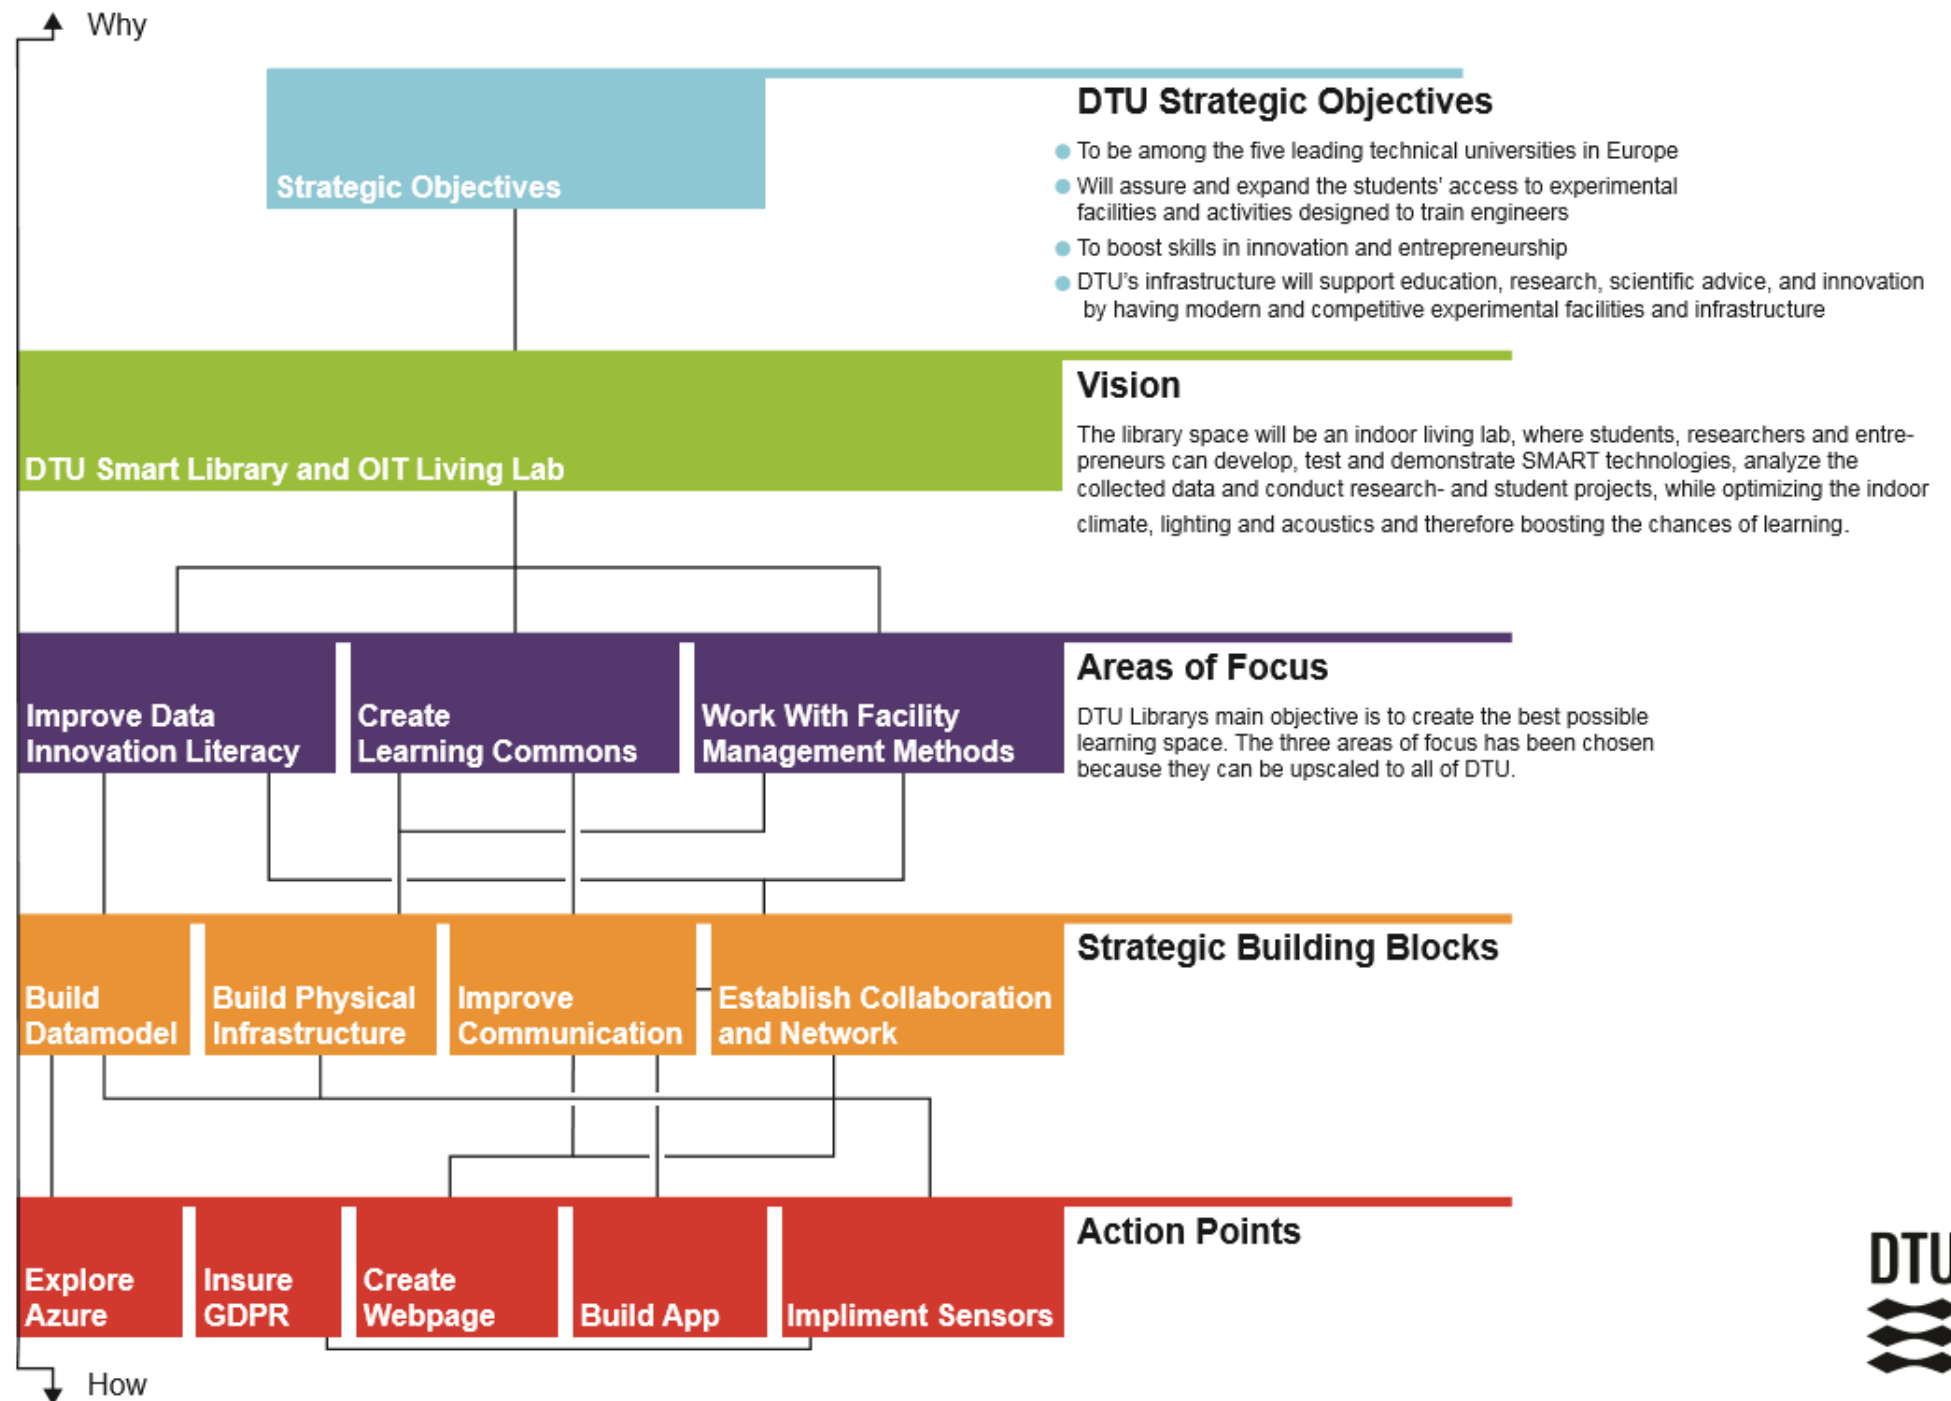 Why
Strategic Objectives
DTU Strategic Objectives
To be among the five leading technical universities in Europe
Will assure and expand the students' access to experimental
facilities and activities designed to train engineers
To boost skills in innovation and entrepreneurship
DTU's infrastructure will support education, research, scientific advice, and innovation
by having modern and competitive experimental facilities and infrastructure
DTU Smart Library and OIT Living Lab
Vision
The library space will be an indoor living lab, where students, researchers and entre-
preneurs can develop, test and demonstrate SMART technologies, analyze the
collected data and conduct research- and student projects, while optimizing the indoor
climate, lighting and acoustics and therefore boosting the chances of learning.
Improve Data
Innovation Literacy
Create
Learning Commons
Work With Facility
Management Methods
Areas of Focus
DTU Librarys main objective is to create the best possible
learning space. The three areas of focus has been chosen
because they can be upscaled to all of DTU.
Build
Datamodel
Build Physical
Infrastructure
Improve
Communication
Establish Collaboration
and Network
Strategic Building Blocks
Explore
Azure
Insure
GDPR
Create
Webpage
Build App
Impliment Sensors
Action Points
DTU
How